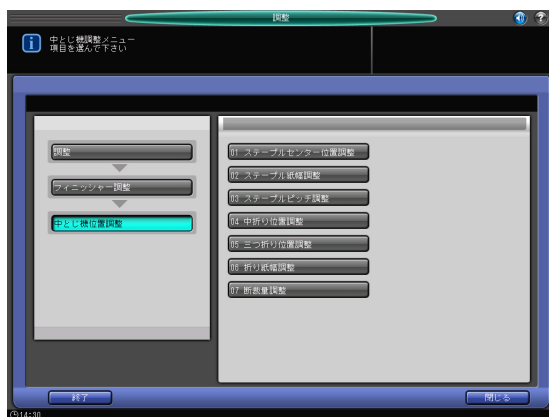 調整
中とじ機調整メニュー
項目を選んで下さい
調整
フィニッシャー調整
中とじ機位置調整
01 ステープルセンター位置調整
02 ステープル紙幅調整
03 ステープルピッチ調整
04 中折り位置調整
05 三つ折り位置調整
06 折り紙幅調整
07 断裁量調整
終了
閉じる
14:30